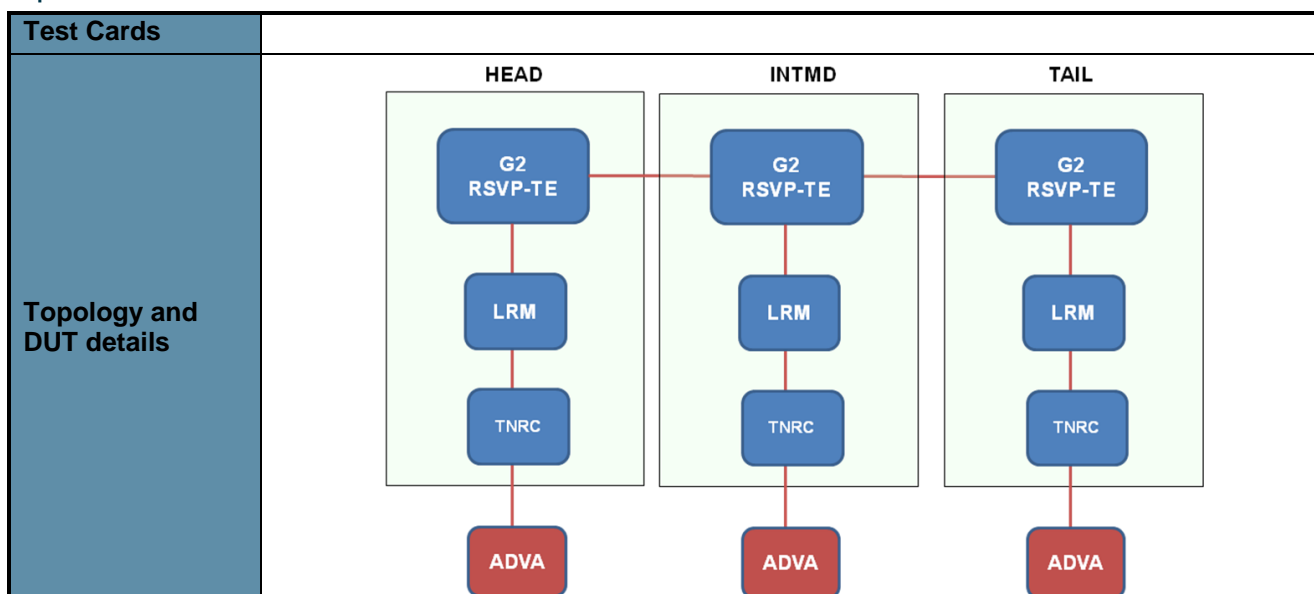 Test Cards
Topology and
DUT details
HEAD
INTMD
TAIL
G2
RSVP-TE
G2
RSVP-TE
G2
RSVP-TE
LRM
LRM
LRM
TNRC
TNRC
TNRC
ADVA
ADVA
ADVA